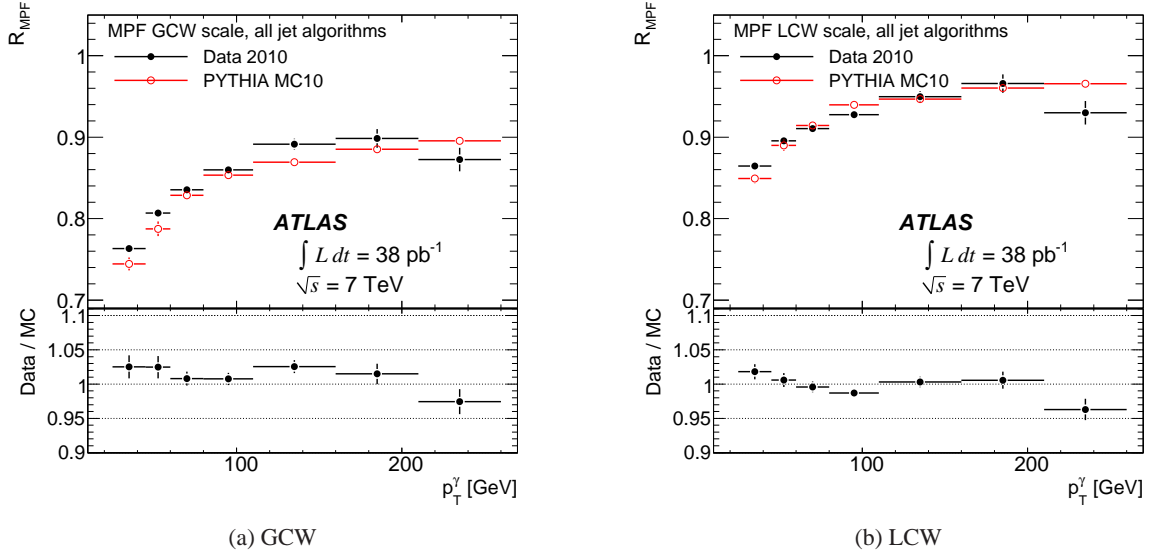 R_MPF
MPF GCW scale, all jet algorithms
Data 2010
PYTHIA MC10
1
0.9
0.8
0.7
ATLAS
∫ L dt = 38 pb⁻¹
√s = 7 TeV
Data / MC
1.1
1.05
1
0.95
0.9
100
200
p_T^γ [GeV]
(a) GCW
R_MPF
MPF LCW scale, all jet algorithms
Data 2010
PYTHIA MC10
1
0.9
0.8
0.7
ATLAS
∫ L dt = 38 pb⁻¹
√s = 7 TeV
Data / MC
1.1
1.05
1
0.95
0.9
100
200
p_T^γ [GeV]
(b) LCW